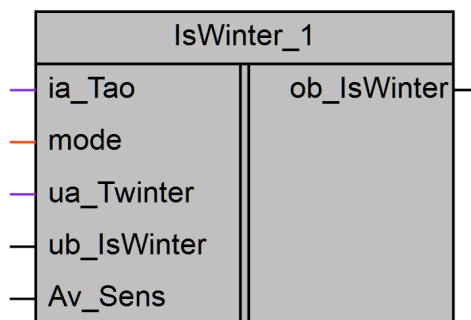 IsWinter_1
ia_Tao ob_IsWinter
mode
ua_Twinter
ub_IsWinter
Av_Sens